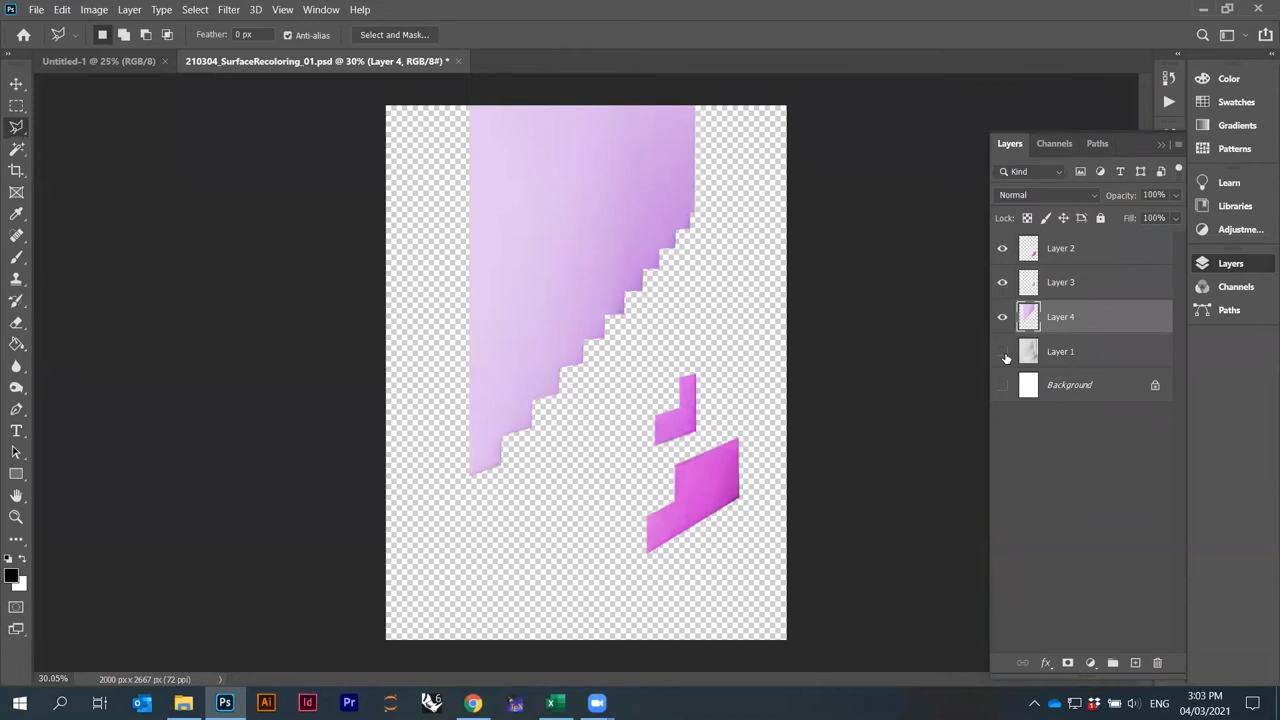 Ps File Edit Image Layer Type Select Filter 3D View Window Help
Feather: 0 px Anti-alias Select and Mask...
Untitled-1 @ 25% (RGB/8) × 210304_SurfaceRecoloring_01.psd @ 30% (Layer 4, RGB/8#) * ×
Color
Swatches
Gradients
Patterns
Learn
Libraries
Adjustme...
Layers
Channels
Paths
Layers Channels Paths
Kind
Normal Opacity: 100%
Lock: Fill: 100%
Layer 2
Layer 3
Layer 4
Layer 1
Background
30.05% 2000 px x 2667 px (72 ppi)
Ps Ai Id Pr
ENG 3:03 PM
04/03/2021